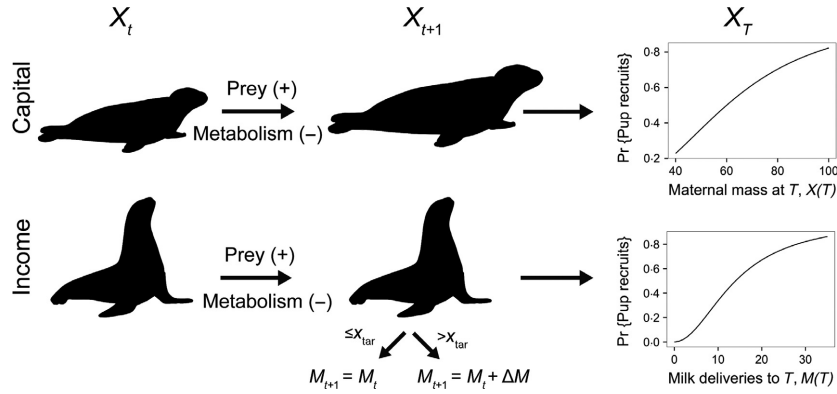 X_t X_{t+1} X_T
Capital
Prey (+)
Metabolism (–)
Pr {Pup recruits}
0·8
0·6
0·4
0·2
40 60 80 100
Maternal mass at T, X(T)
Income
Prey (+)
Metabolism (–)
≤x_tar >x_tar
M_{t+1} = M_t M_{t+1} = M_t + ΔM
Pr {Pup recruits}
0·8
0·6
0·4
0·2
0·0
0 10 20 30
Milk deliveries to T, M(T)